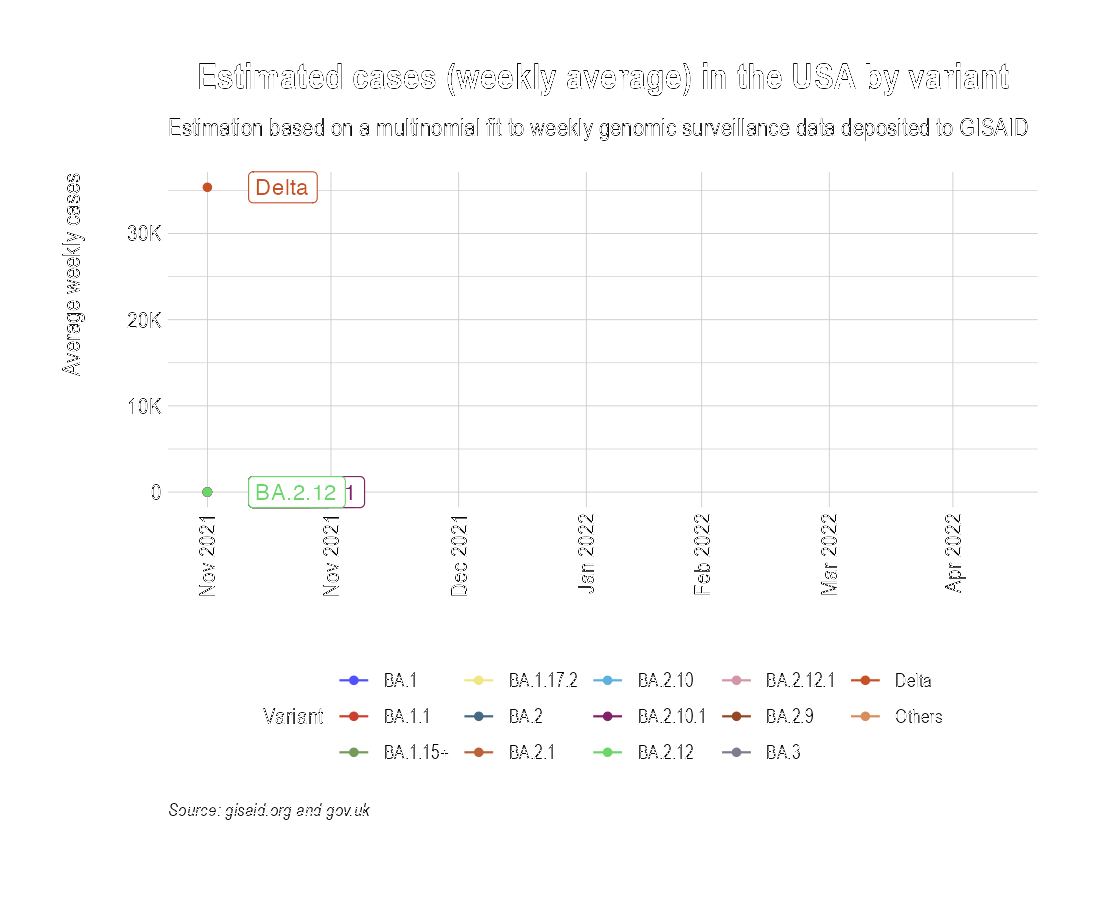 Estimated cases (weekly average) in the USA by variant
Estimation based on a multinomial fit to weekly genomic surveillance data deposited to GISAID
Average weekly cases
30K
20K
10K
0
Delta
BA.2.12
1
Nov 2021
Nov 2021
Dec 2021
Jan 2022
Feb 2022
Mar 2022
Apr 2022
Variant
BA.1
BA.1.1
BA.1.15+
BA.1.17.2
BA.2
BA.2.1
BA.2.10
BA.2.10.1
BA.2.12
BA.2.12.1
BA.2.9
BA.3
Delta
Others
Source: gisaid.org and gov.uk